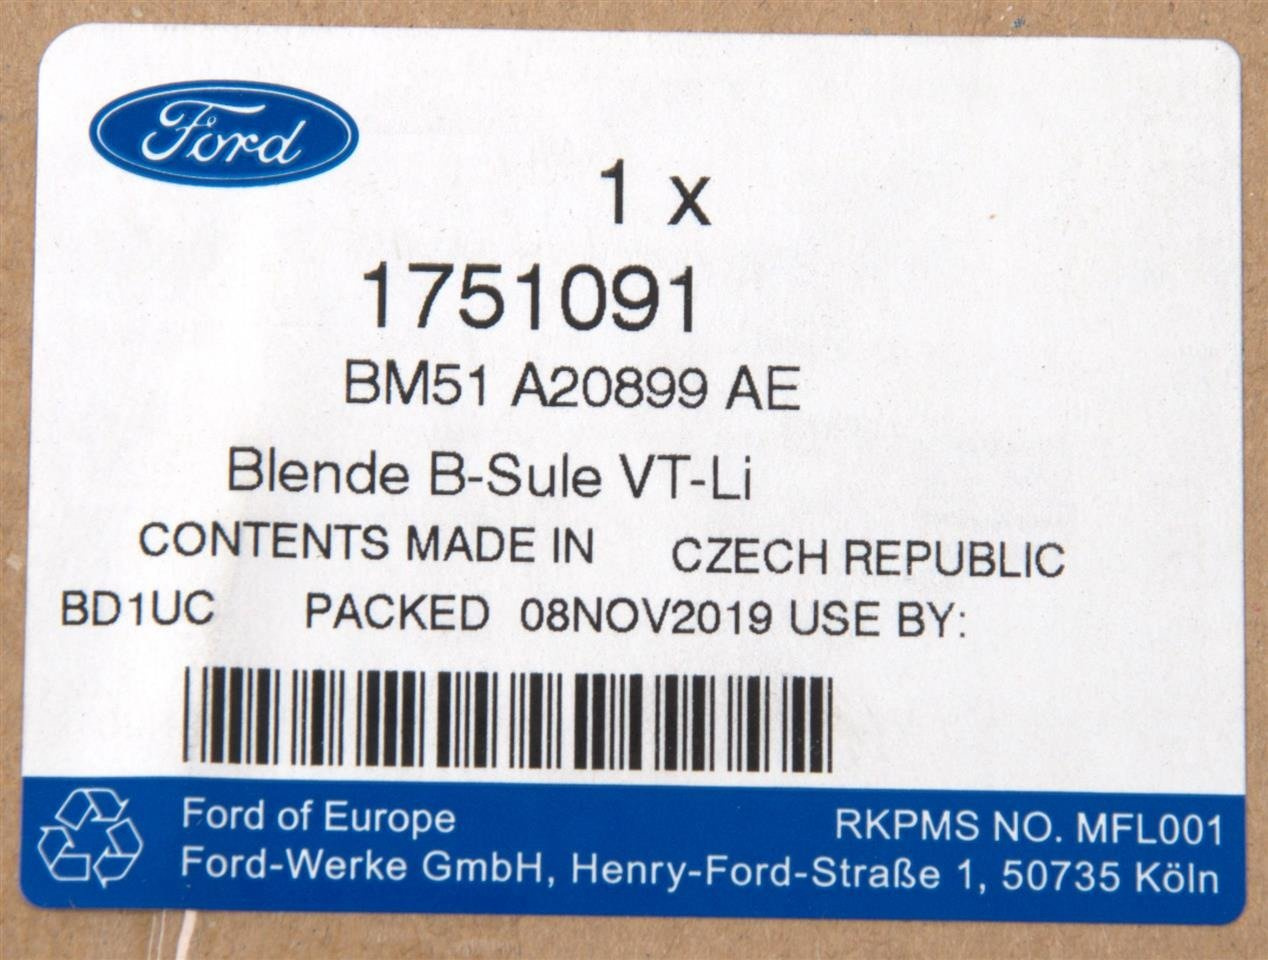 Ford
1 x
1751091
BM51 A20899 AE
Blende B-Sule VT-Li
CONTENTS MADE IN CZECH REPUBLIC
BD1UC PACKED 08NOV2019 USE BY:
Ford of Europe RKPMS NO. MFL001
Ford-Werke GmbH, Henry-Ford-Straße 1, 50735 Köln